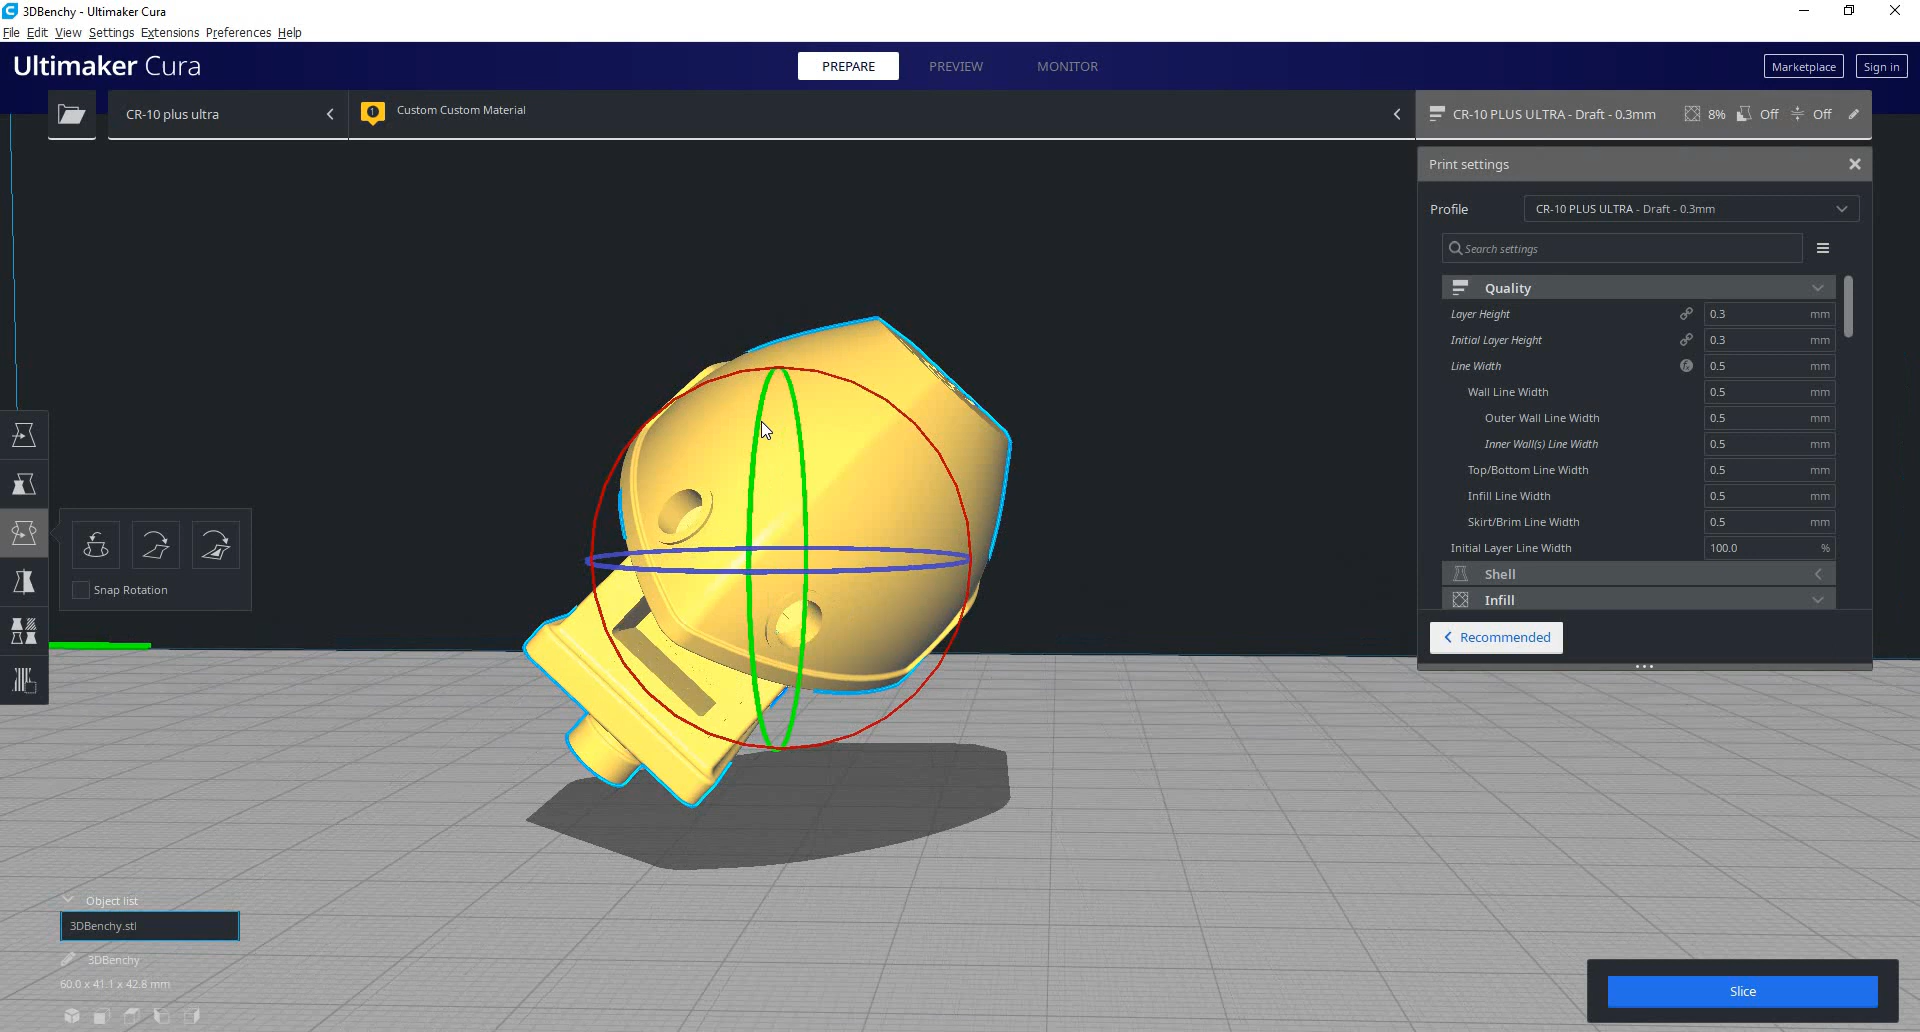 3DBenchy - Ultimaker Cura
File Edit View Settings Extensions Preferences Help
Ultimaker Cura
PREPARE
PREVIEW
MONITOR
Marketplace
Sign in
CR-10 plus ultra
1
Custom Custom Material
CR-10 PLUS ULTRA - Draft - 0.3mm
8%
Off
Off
Print settings
Profile
CR-10 PLUS ULTRA - Draft - 0.3mm
Search settings
Quality
Layer Height 0.3 mm
Initial Layer Height 0.3 mm
Line Width 0.5 mm
Wall Line Width 0.5 mm
Outer Wall Line Width 0.5 mm
Inner Wall(s) Line Width 0.5 mm
Top/Bottom Line Width 0.5 mm
Infill Line Width 0.5 mm
Skirt/Brim Line Width 0.5 mm
Initial Layer Line Width 100.0 %
Shell
Infill
Recommended
Snap Rotation
Object list
3DBenchy.stl
3DBenchy
60.0 x 41.1 x 42.8 mm
Slice